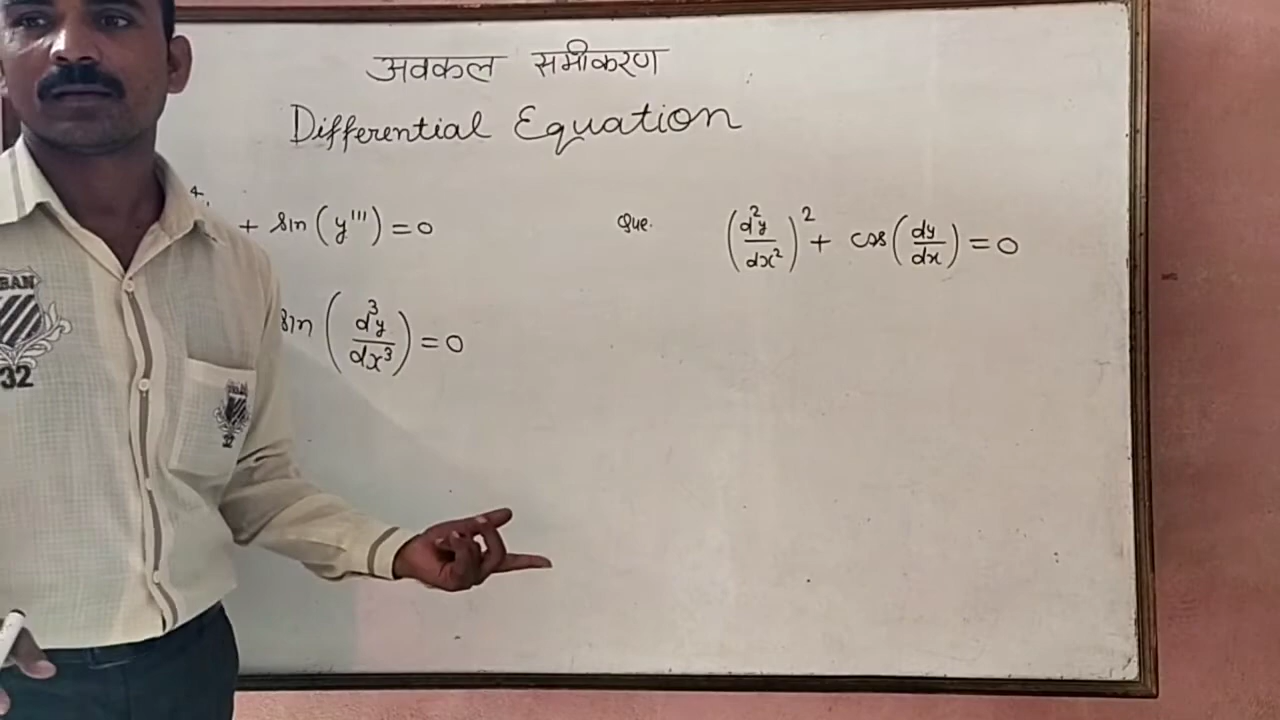 अवकल समीकरण
Differential Equation
4
+ sin (y''') = 0
sin (d³y/dx³) = 0
Que. (d²y/dx²)² + cos (dy/dx) = 0
BAN
32